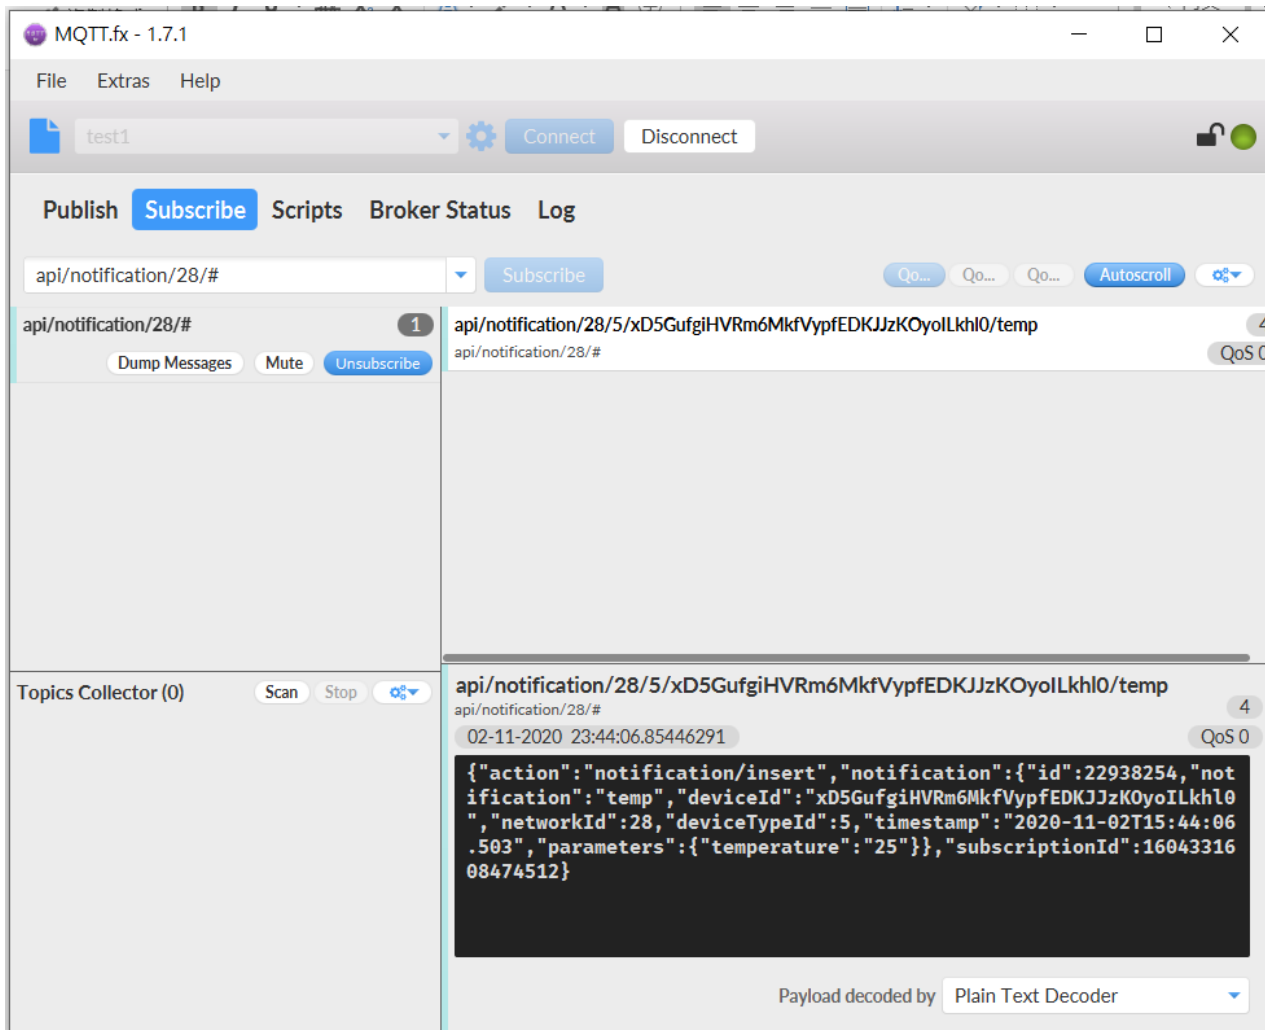 MQTT.fx - 1.7.1
File Extras Help
test1 Connect Disconnect
Publish Subscribe Scripts Broker Status Log
api/notification/28/# Subscribe Qo... Qo... Qo... Autoscroll
api/notification/28/# 1
Dump Messages Mute Unsubscribe
api/notification/28/5/xD5GufgiHVRm6MkfVypfEDKJJzKOyoILkhl0/temp 4
api/notification/28/# QoS 0
Topics Collector (0) Scan Stop
api/notification/28/5/xD5GufgiHVRm6MkfVypfEDKJJzKOyoILkhl0/temp
api/notification/28/# 4
02-11-2020 23:44:06.85446291 QoS 0
{"action":"notification/insert","notification":{"id":22938254,"not
ification":"temp","deviceId":"xD5GufgiHVRm6MkfVypfEDKJJzKOyoILkhl0
","networkId":28,"deviceTypeId":5,"timestamp":"2020-11-02T15:44:06
.503","parameters":{"temperature":"25"}},"subscriptionId":16043316
08474512}
Payload decoded by Plain Text Decoder